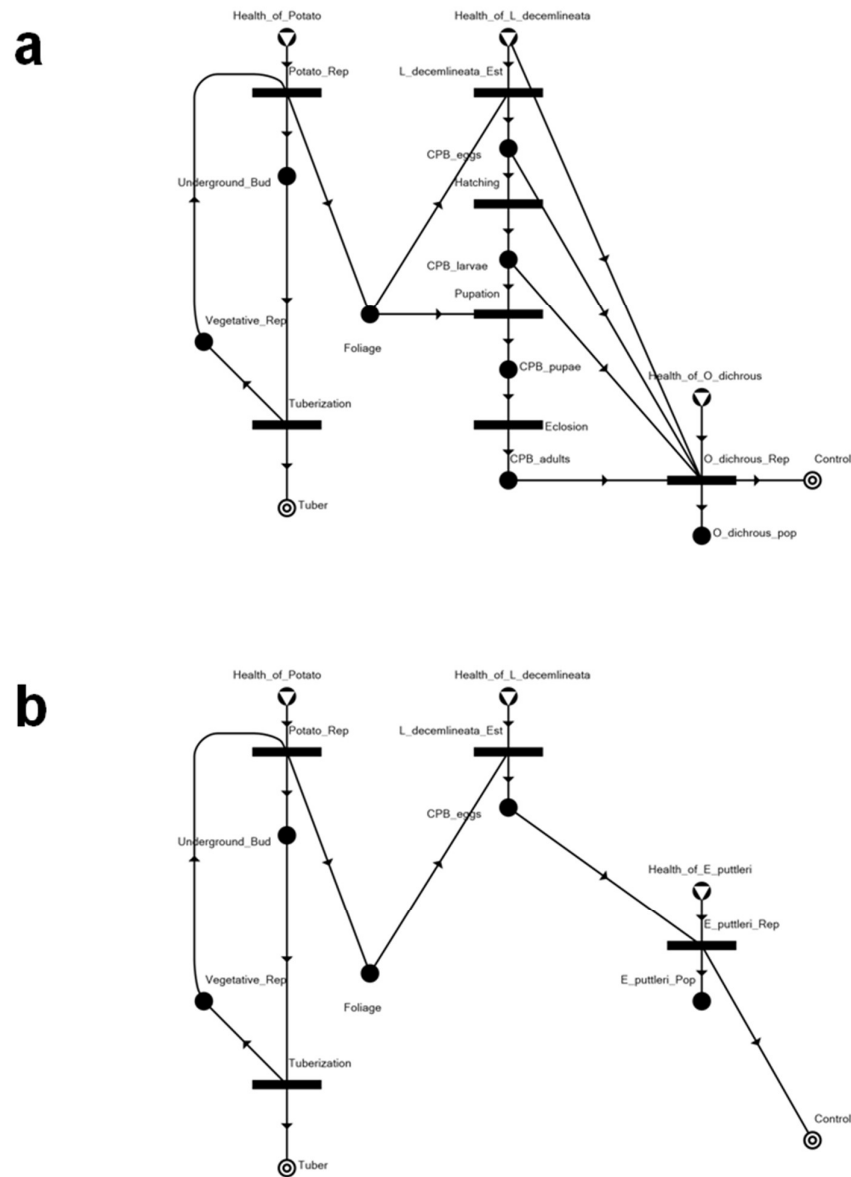 a
Health_of_Potato
Health_of_L_decemlineata
Potato_Rep
L_decemlineata_Est
CPB_eggs
Underground_Bud
Hatching
CPB_larvae
Pupation
Vegetative_Rep
Foliage
CPB_pupae
Health_of_O_dichrous
Tuberization
Eclosion
CPB_adults
O_dichrous_Rep
Control
Tuber
O_dichrous_pop
b
Health_of_Potato
Health_of_L_decemlineata
Potato_Rep
L_decemlineata_Est
CPB_eggs
Underground_Bud
Health_of_E_puttleri
E_puttleri_Rep
Vegetative_Rep
E_puttleri_Pop
Foliage
Tuberization
Control
Tuber